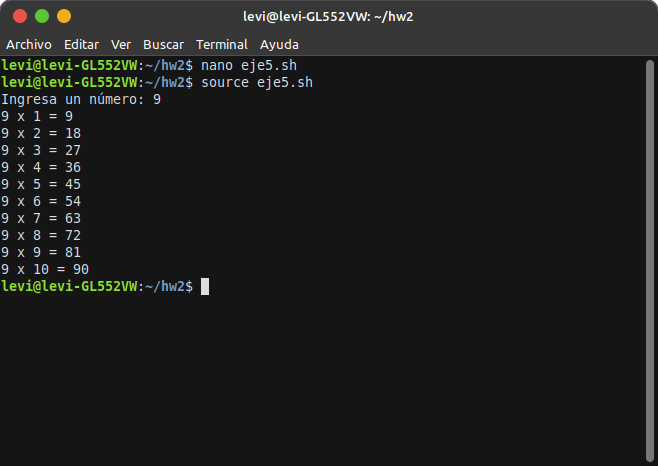 levi@levi-GL552VW: ~/hw2
Archivo Editar Ver Buscar Terminal Ayuda
levi@levi-GL552VW:~/hw2$ nano eje5.sh
levi@levi-GL552VW:~/hw2$ source eje5.sh
Ingresa un número: 9
9 x 1 = 9
9 x 2 = 18
9 x 3 = 27
9 x 4 = 36
9 x 5 = 45
9 x 6 = 54
9 x 7 = 63
9 x 8 = 72
9 x 9 = 81
9 x 10 = 90
levi@levi-GL552VW:~/hw2$